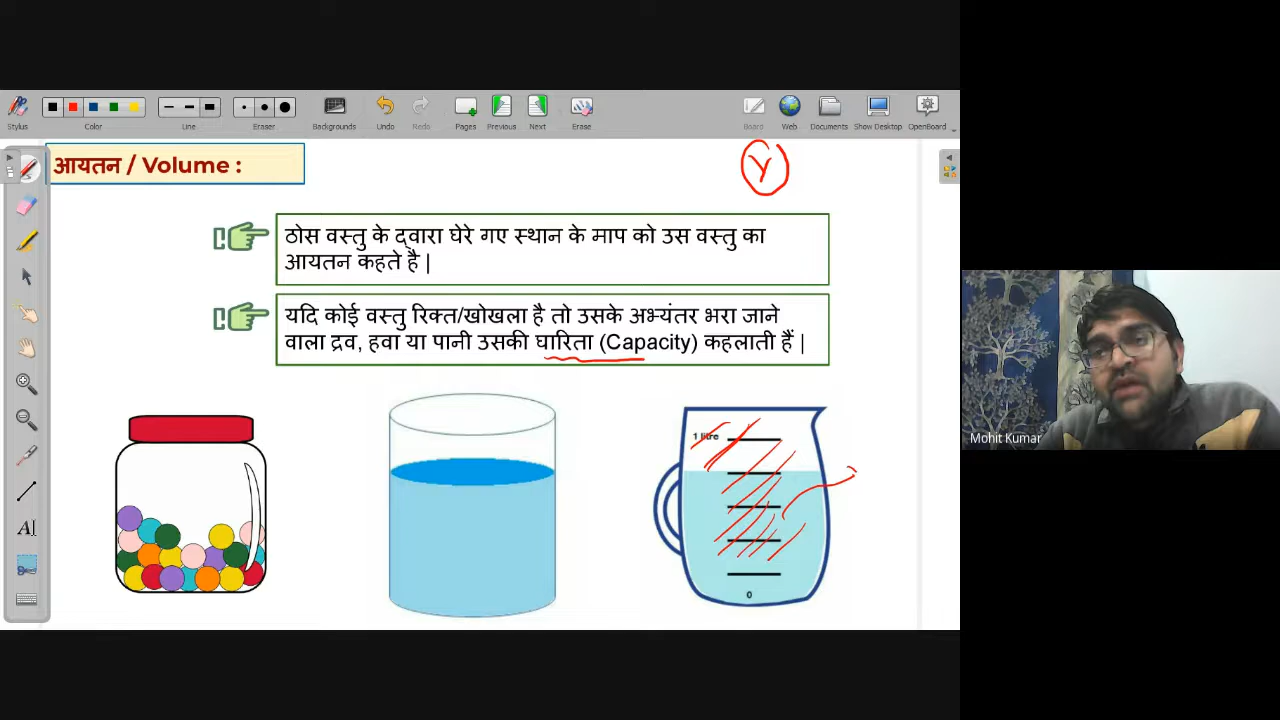 Stylus
Color
Line
Eraser
Backgrounds
Undo
Redo
Pages
Previous
Next
Erase
Board
Web
Documents
Show Desktop
OpenBoard
आयतन / Volume :
Y
ठोस वस्तु के द्वारा घेरे गए स्थान के माप को उस वस्तु का
आयतन कहते है |
यदि कोई वस्तु रिक्त/खोखला है तो उसके अभ्यंतर भरा जाने
वाला द्रव, हवा या पानी उसकी घारिता (Capacity) कहलाती हैं |
1 litre
0
Mohit Kumar